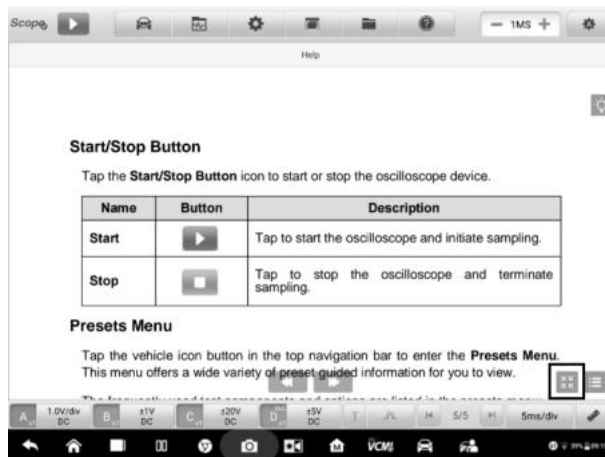 Scope
1MS
Help
Start/Stop Button
Tap the Start/Stop Button icon to start or stop the oscilloscope device.
Name Button Description
Start Tap to start the oscilloscope and initiate sampling.
Stop Tap to stop the oscilloscope and terminate
sampling.
Presets Menu
Tap the vehicle icon button in the top navigation bar to enter the Presets Menu.
This menu offers a wide variety of preset guided information for you to view.
A 1.0V/div DC B ±1V DC C ±20V DC D ±5V DC T 5/5 5ms/div
VCMI